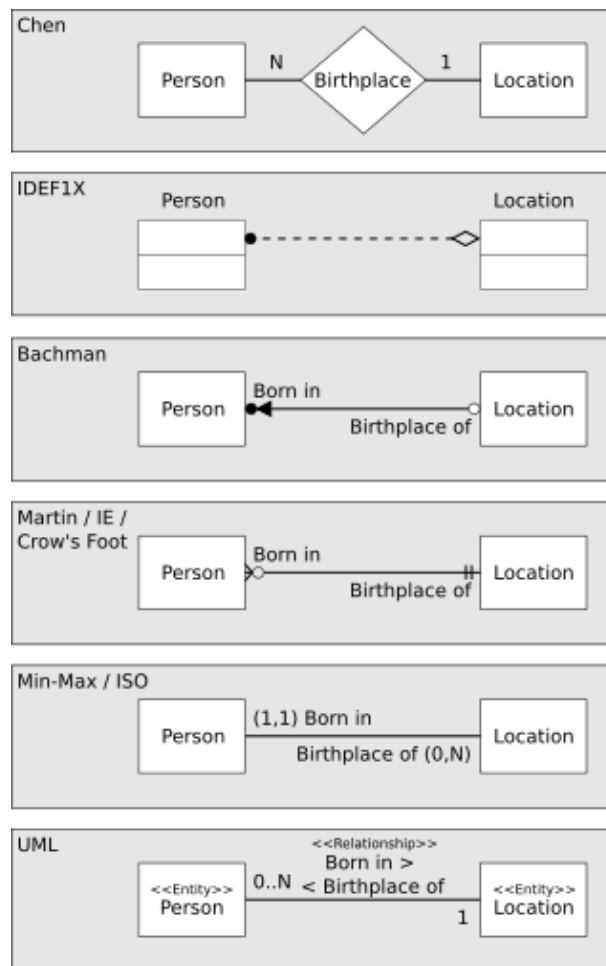 Chen
Person
N
Birthplace
1
Location
IDEF1X
Person
Location
Bachman
Person
Born in
Birthplace of
Location
Martin / IE /
Crow's Foot
Person
Born in
Birthplace of
Location
Min-Max / ISO
Person
(1,1) Born in
Birthplace of (0,N)
Location
UML
<<Entity>>
Person
0..N
<<Relationship>>
Born in >
< Birthplace of
1
<<Entity>>
Location